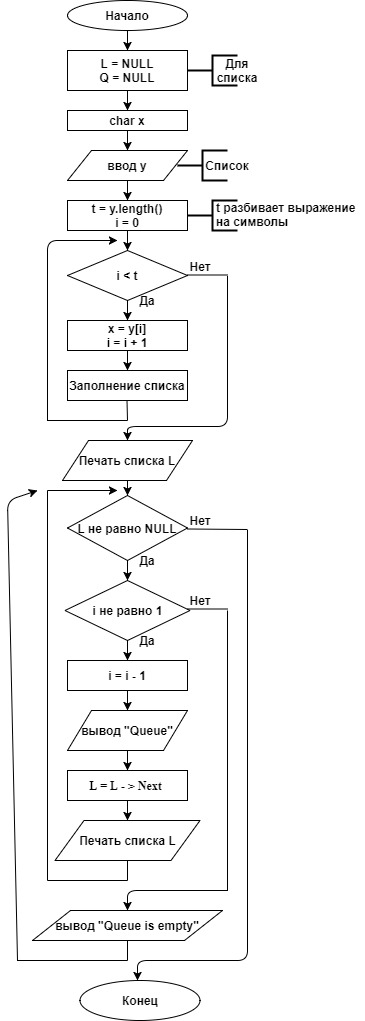 Начало
L = NULL
Q = NULL
Для
списка
char x
ввод y
Список
t = y.length()
i = 0
t разбивает выражение
на символы
i < t
Нет
Да
x = y[i]
i = i + 1
Заполнение списка
Печать списка L
L не равно NULL
Нет
Да
i не равно 1
Нет
Да
i = i - 1
вывод "Queue"
L = L - > Next
Печать списка L
вывод "Queue is empty"
Конец